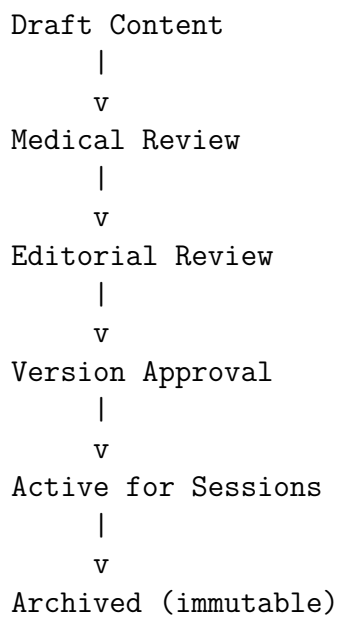 Draft Content
|
v
Medical Review
|
v
Editorial Review
|
v
Version Approval
|
v
Active for Sessions
|
v
Archived (immutable)